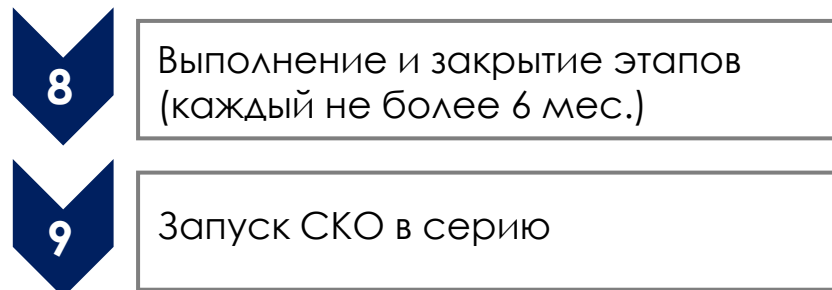 8
Выполнение и закрытие этапов
(каждый не более 6 мес.)
9
Запуск СКО в серию